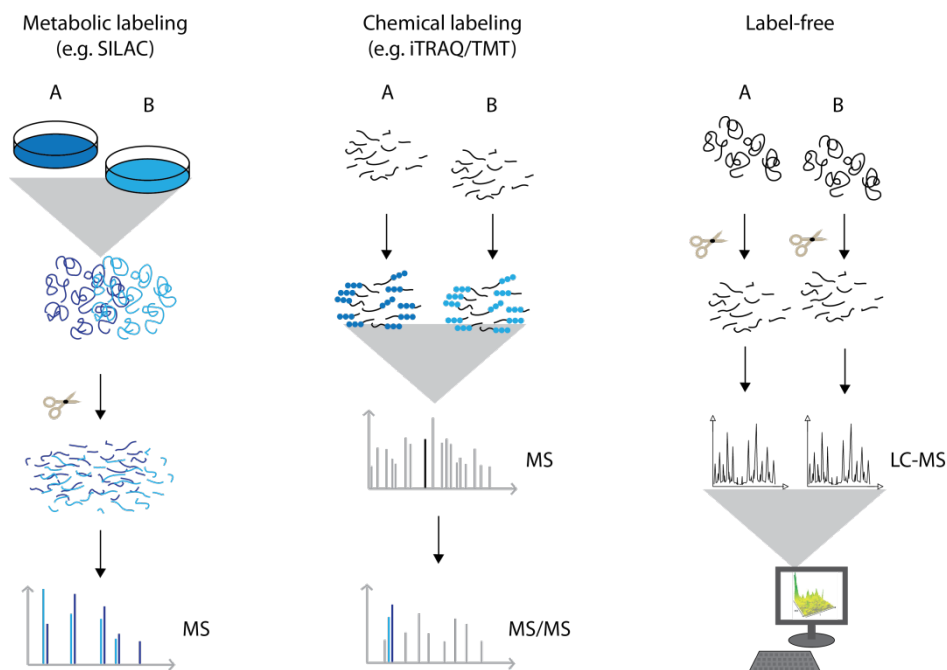 Metabolic labeling
(e.g. SILAC)
A
B
MS
Chemical labeling
(e.g. iTRAQ/TMT)
A
B
MS
MS/MS
Label-free
A
B
LC-MS